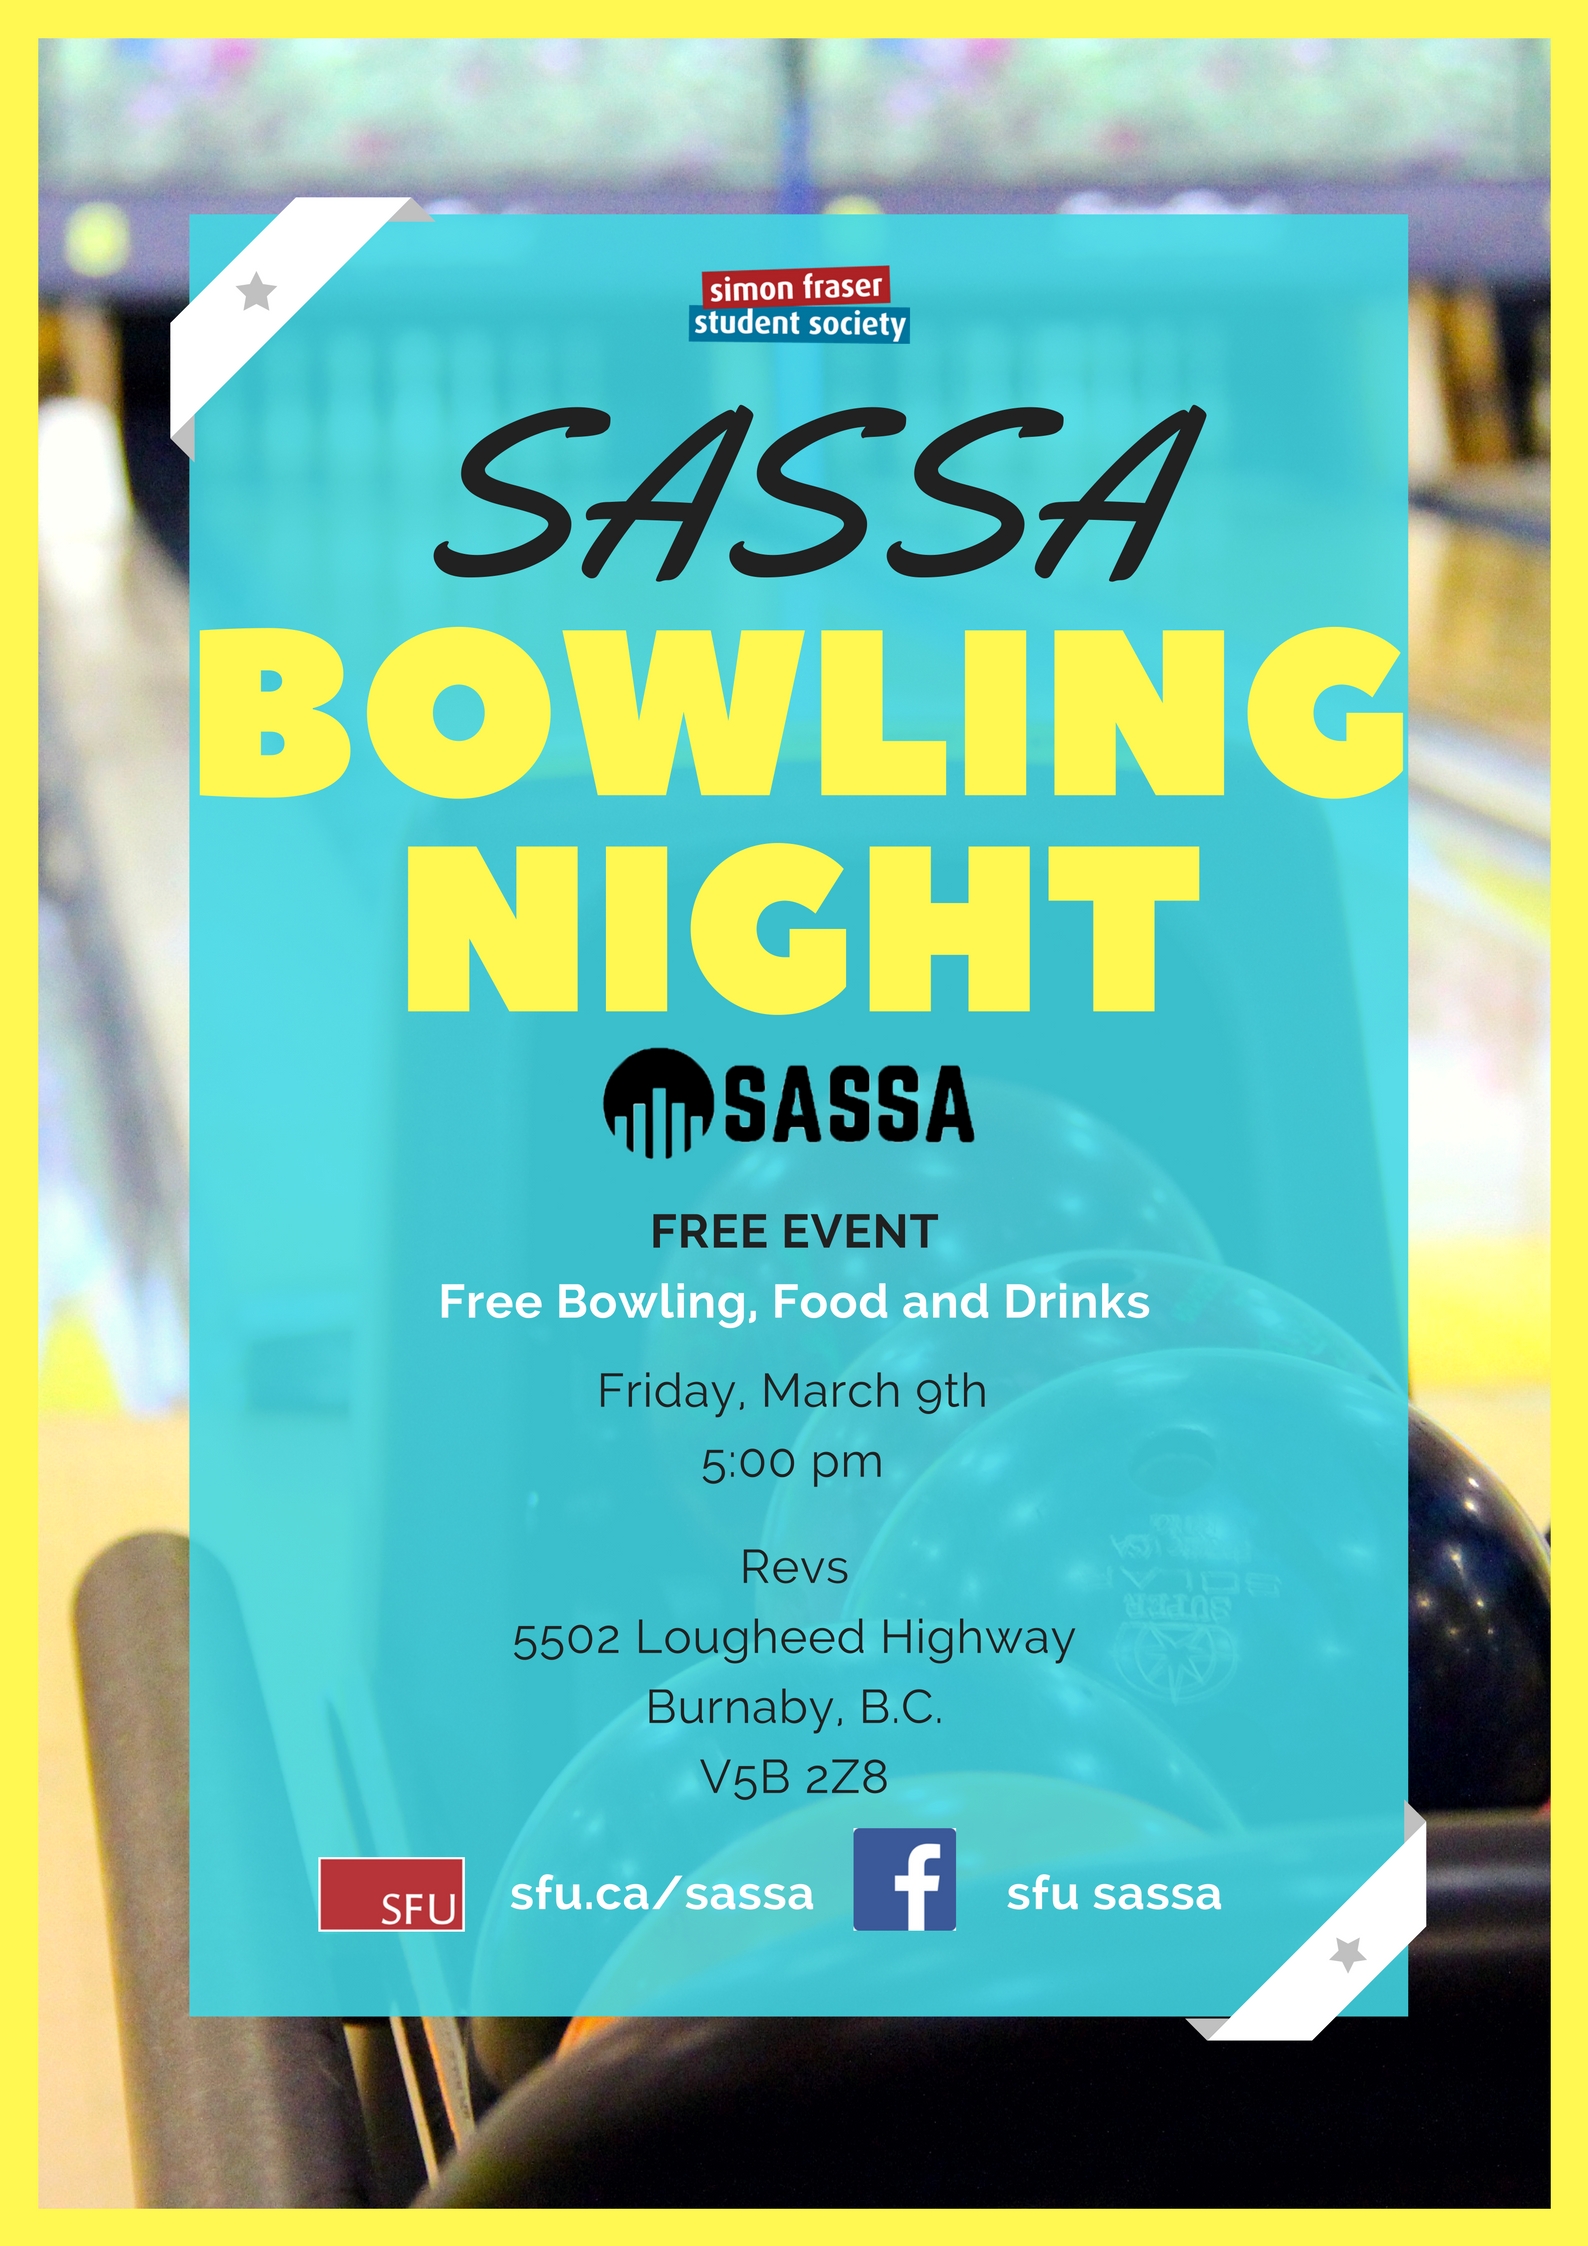 simon fraser
student society
SASSA
BOWLING
NIGHT
SASSA
FREE EVENT
Free Bowling, Food and Drinks
Friday, March 9th
5:00 pm
Revs
5502 Lougheed Highway
Burnaby, B.C.
V5B 2Z8
SFU sfu.ca/sassa f sfu sassa